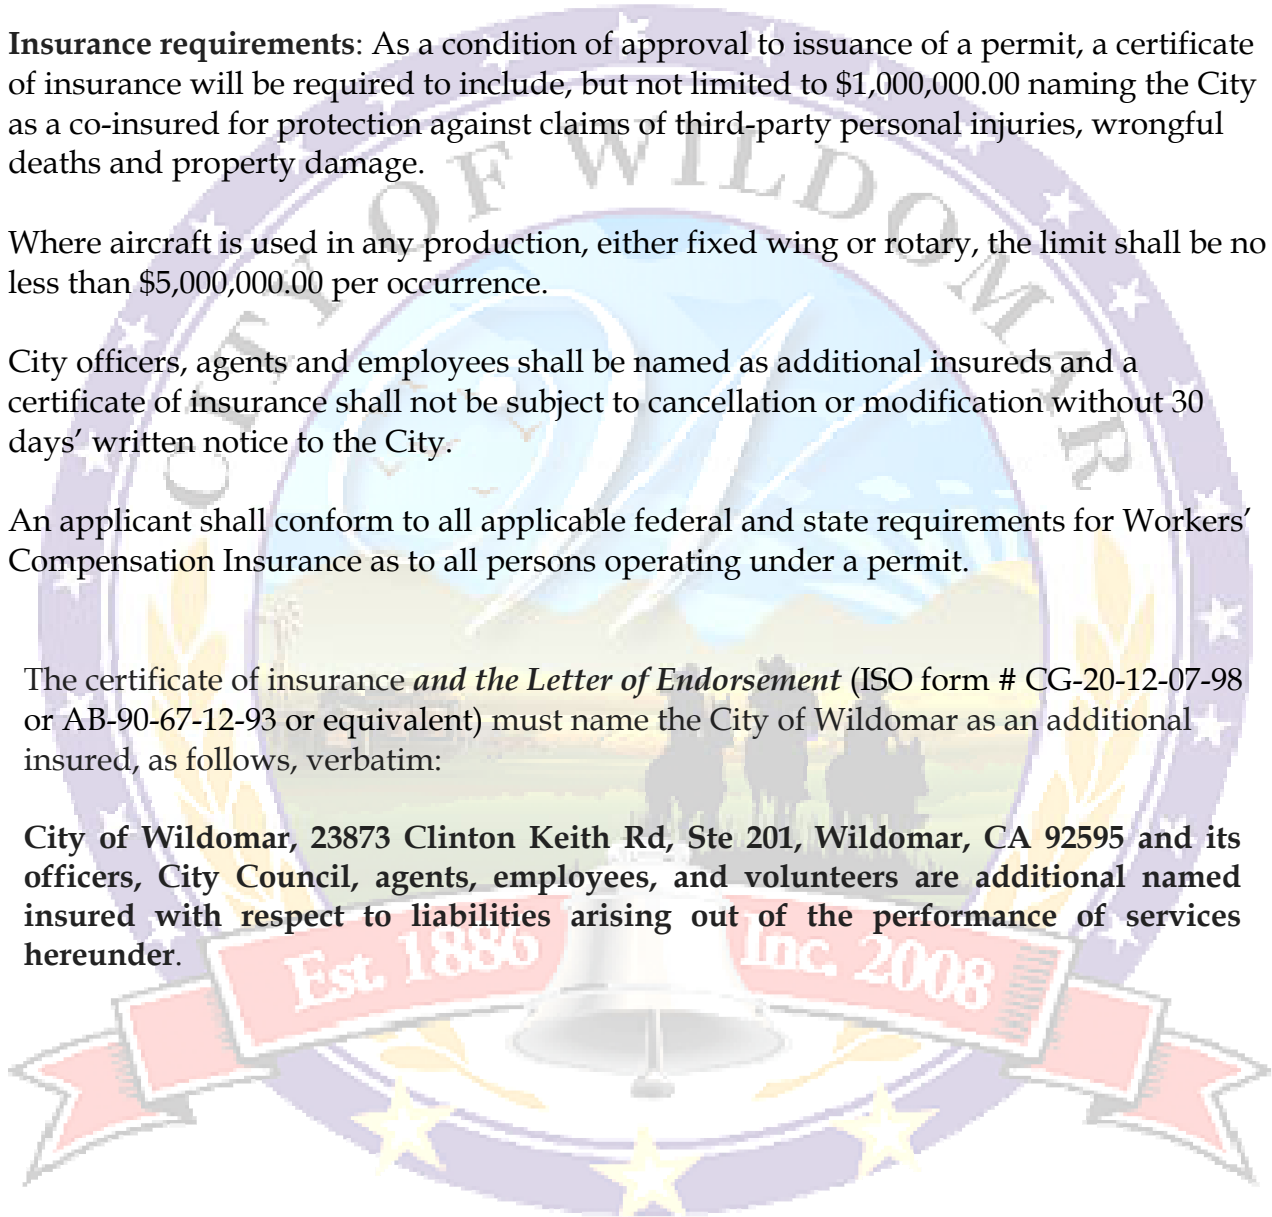 Insurance requirements: As a condition of approval to issuance of a permit, a certificate
of insurance will be required to include, but not limited to $1,000,000.00 naming the City
as a co-insured for protection against claims of third-party personal injuries, wrongful
deaths and property damage.
Where aircraft is used in any production, either fixed wing or rotary, the limit shall be no
less than $5,000,000.00 per occurrence.
City officers, agents and employees shall be named as additional insureds and a
certificate of insurance shall not be subject to cancellation or modification without 30
days’ written notice to the City.
An applicant shall conform to all applicable federal and state requirements for Workers’
Compensation Insurance as to all persons operating under a permit.
The certificate of insurance and the Letter of Endorsement (ISO form # CG-20-12-07-98
or AB-90-67-12-93 or equivalent) must name the City of Wildomar as an additional
insured, as follows, verbatim:
City of Wildomar, 23873 Clinton Keith Rd, Ste 201, Wildomar, CA 92595 and its
officers, City Council, agents, employees, and volunteers are additional named
insured with respect to liabilities arising out of the performance of services
hereunder.
CITY OF WILDOMAR
W
Est. 1886 Inc. 2008